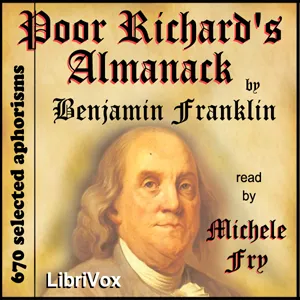 Poor Richard's
Almanack
by
Benjamin Franklin
670 selected aphorisms
read
by
Michele
Fry
LibriVox